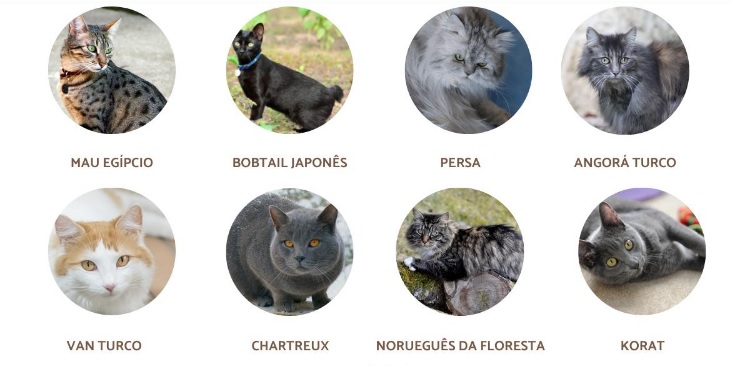 MAU EGÍPCIO
BOBTAIL JAPONÊS
PERSA
ANGORÁ TURCO
VAN TURCO
CHARTREUX
NORUEGUÊS DA FLORESTA
KORAT